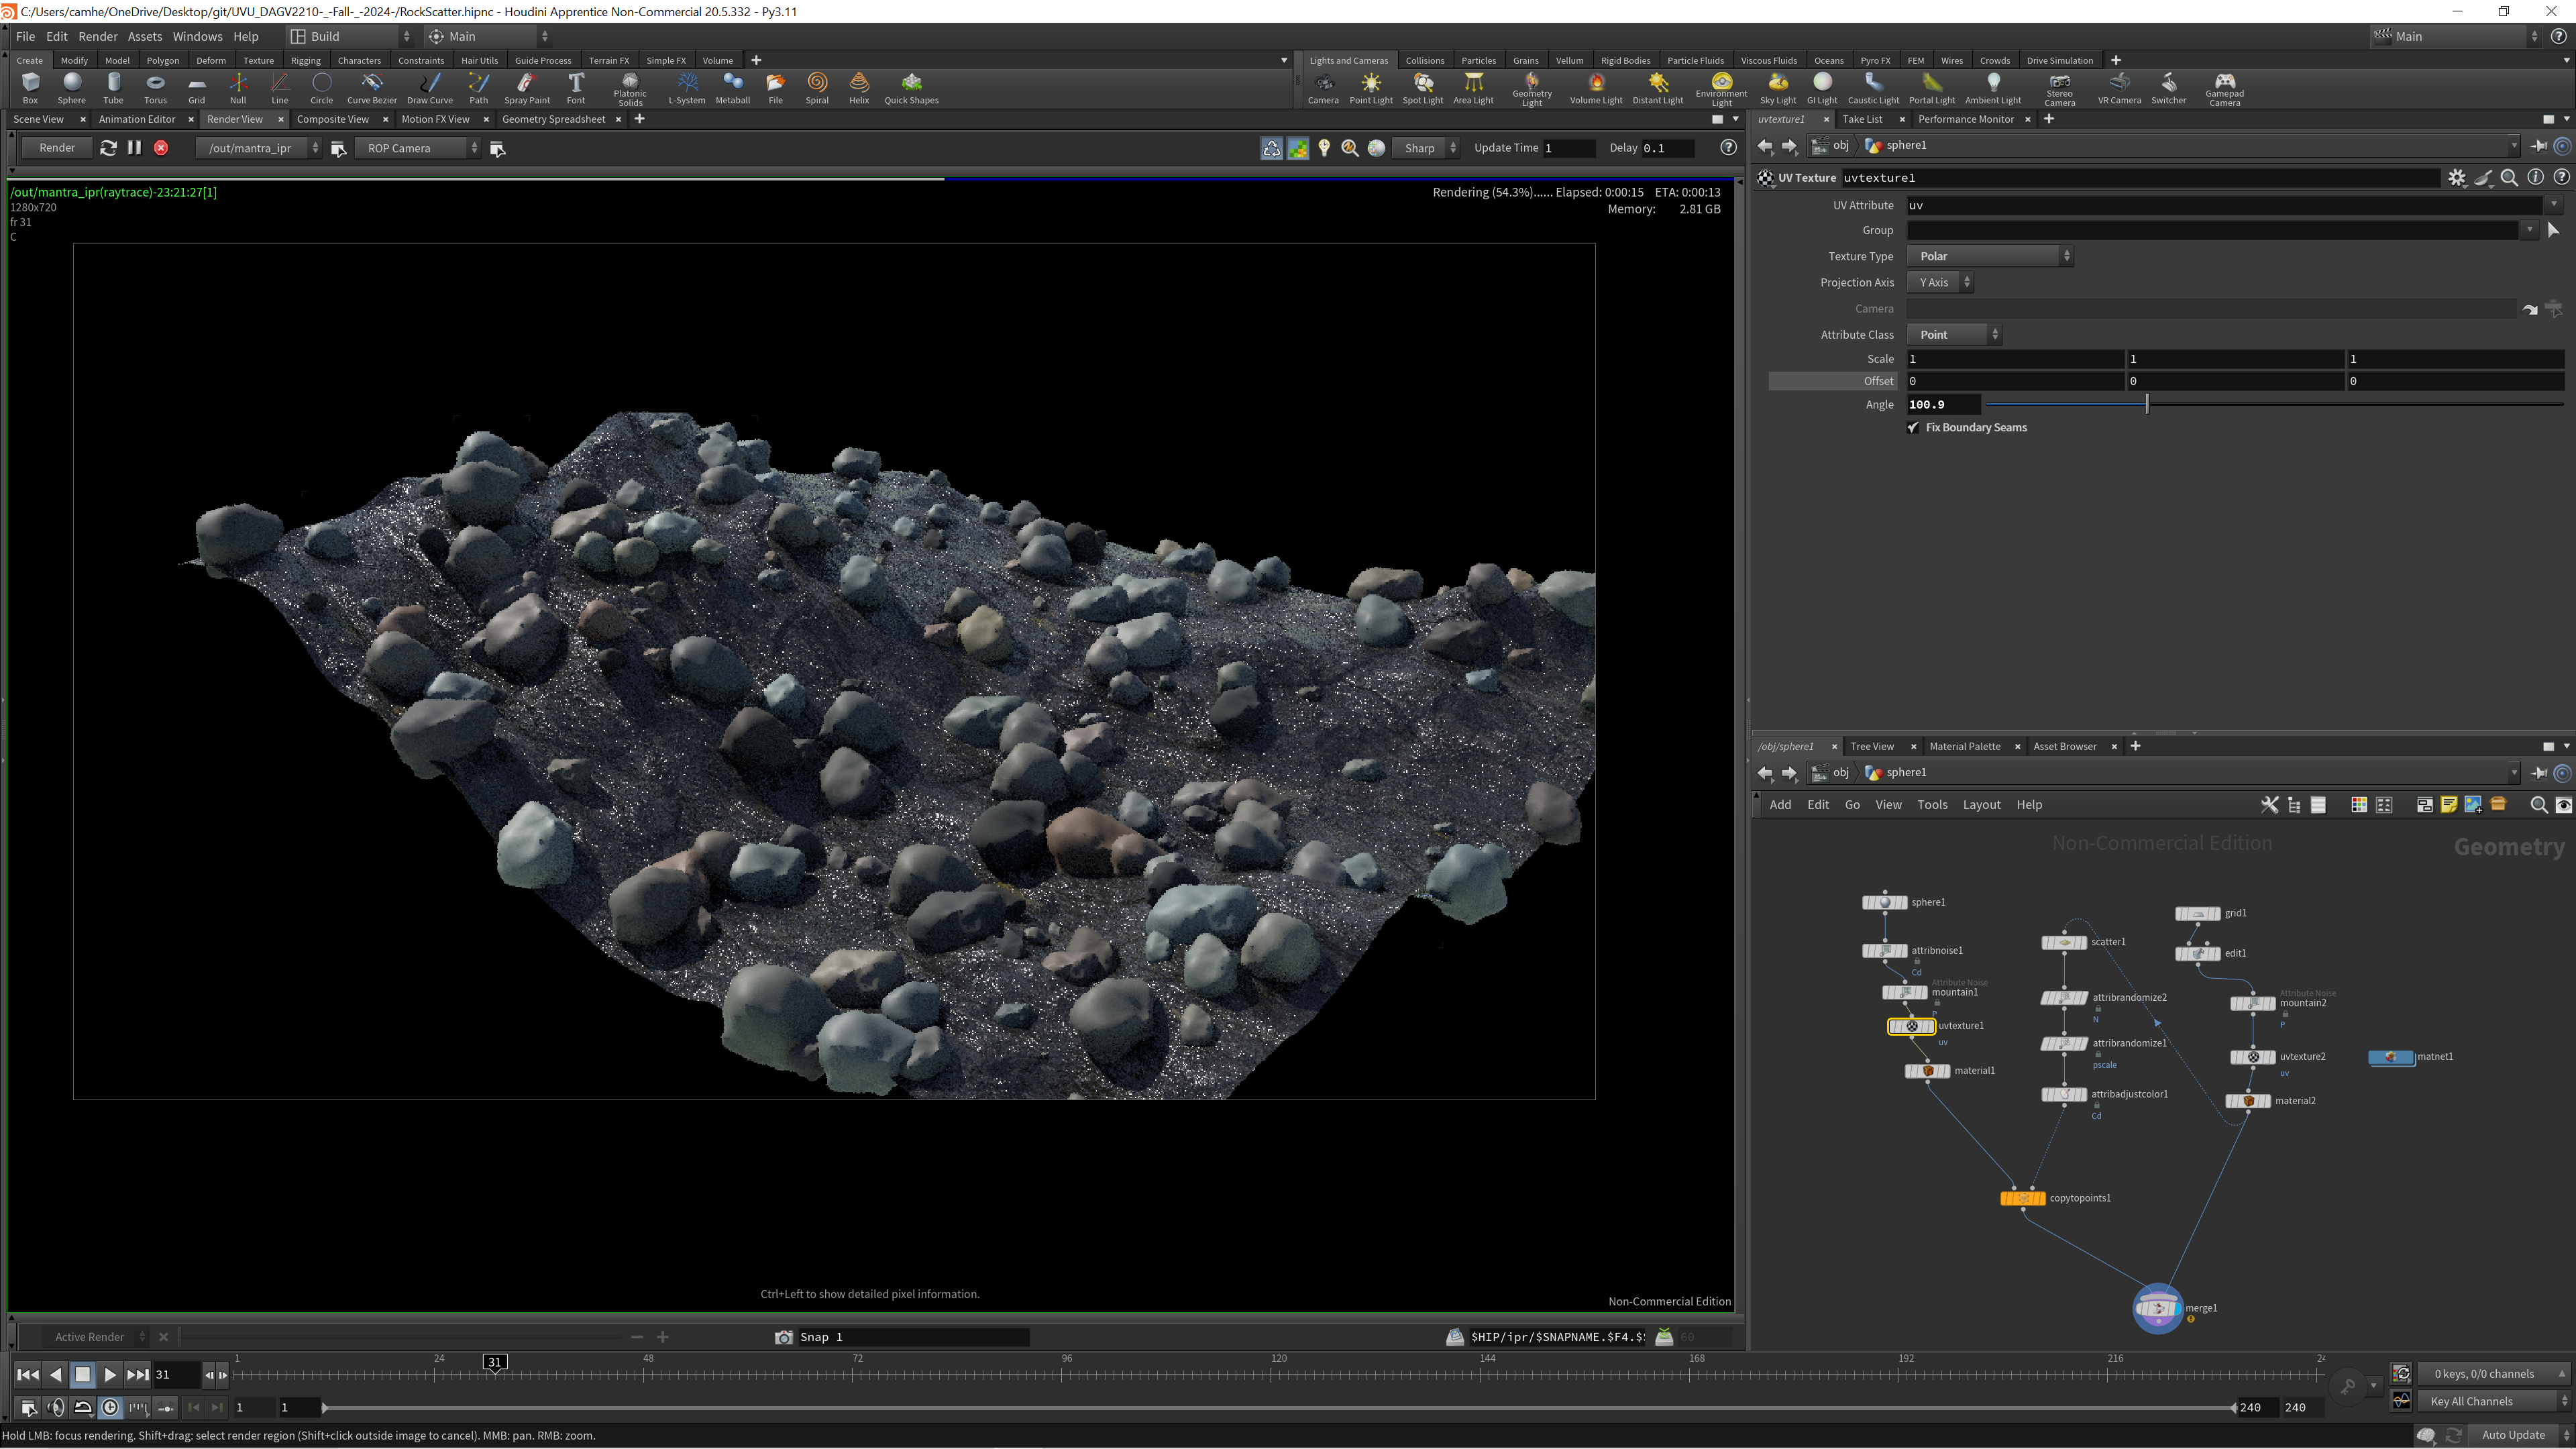 C:/Users/camhe/OneDrive/Desktop/git/UVU_DAGV2210-_-Fall-_-2024-/RockScatter.hipnc - Houdini Apprentice Non-Commercial 20.5.332 - Py3.11
File Edit Render Assets Windows Help Build Main Main
Create Modify Model Polygon Deform Texture Rigging Characters Constraints Hair Utils Guide Process Terrain FX Simple FX Volume
Lights and Cameras Collisions Particles Grains Vellum Rigid Bodies Particle Fluids Viscous Fluids Oceans Pyro FX FEM Wires Crowds Drive Simulation
Box Sphere Tube Torus Grid Null Line Circle Curve Bezier Draw Curve Path Spray Paint Font Platonic Solids L-System Metaball File Spiral Helix Quick Shapes
Camera Point Light Spot Light Area Light Geometry Light Volume Light Distant Light Environment Light Sky Light GI Light Caustic Light Portal Light Ambient Light Stereo Camera VR Camera Switcher Gamepad Camera
Scene View Animation Editor Render View Composite View Motion FX View Geometry Spreadsheet
uvtexture1 Take List Performance Monitor
Render /out/mantra_ipr ROP Camera Sharp Update Time 1 Delay 0.1
obj sphere1
/out/mantra_ipr(raytrace)-23:21:27[1]
1280x720
fr 31
C
Rendering (54.3%)...... Elapsed: 0:00:15 ETA: 0:00:13
Memory: 2.81 GB
UV Texture uvtexture1
UV Attribute uv
Group
Texture Type Polar
Projection Axis Y Axis
Camera
Attribute Class Point
Scale 1 1 1
Offset 0 0 0
Angle 100.9
Fix Boundary Seams
/obj/sphere1 Tree View Material Palette Asset Browser
obj sphere1
Add Edit Go View Tools Layout Help
Non-Commercial Edition
Geometry
sphere1
grid1
scatter1
attribnoise1
Cd
edit1
Attribute Noise
mountain1
P
attribrandomize2
N
Attribute Noise
mountain2
P
uvtexture1
uv
attribrandomize1
pscale
uvtexture2
uv
matnet1
material1
attribadjustcolor1
Cd
material2
copytopoints1
merge1
Ctrl+Left to show detailed pixel information.
Non-Commercial Edition
Active Render Snap 1 $HIP/ipr/$SNAPNAME.$F4.$ 60
31 1 24 31 48 72 96 120 144 168 192 216 24
0 keys, 0/0 channels
1 1 240 240
Key All Channels
Hold LMB: focus rendering. Shift+drag: select render region (Shift+click outside image to cancel). MMB: pan. RMB: zoom.
Auto Update